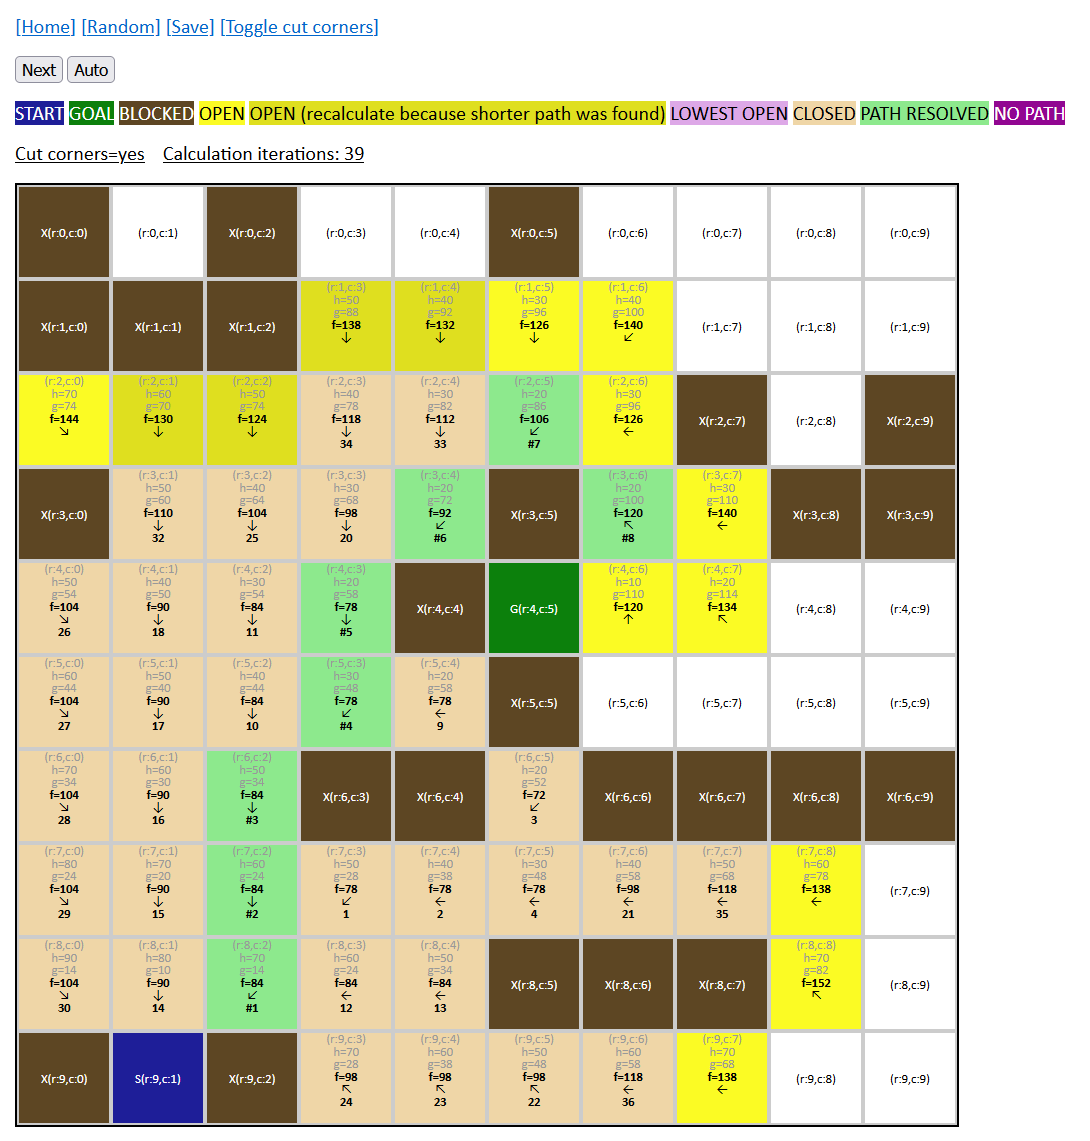 [Home] [Random] [Save] [Toggle cut corners]
Next Auto
START GOAL BLOCKED OPEN OPEN (recalculate because shorter path was found) LOWEST OPEN CLOSED PATH RESOLVED NO PATH
Cut corners=yes Calculation iterations: 39
X(r:0,c:0) (r:0,c:1) X(r:0,c:2) (r:0,c:3) (r:0,c:4) X(r:0,c:5) (r:0,c:6) (r:0,c:7) (r:0,c:8) (r:0,c:9)
(r:1,c:3) (r:1,c:4) (r:1,c:5) (r:1,c:6)
h=50 h=40 h=30 h=40
g=88 g=92 g=96 g=100
X(r:1,c:0) X(r:1,c:1) X(r:1,c:2) f=138 f=132 f=126 f=140 (r:1,c:7) (r:1,c:8) (r:1,c:9)
↓ ↓ ↓ ↙
(r:2,c:0) (r:2,c:1) (r:2,c:2) (r:2,c:3) (r:2,c:4) (r:2,c:5) (r:2,c:6)
h=70 h=60 h=50 h=40 h=30 h=20 h=30
g=74 g=70 g=74 g=78 g=82 g=86 g=96
f=144 f=130 f=124 f=118 f=112 f=106 f=126 X(r:2,c:7) (r:2,c:8) X(r:2,c:9)
↘ ↓ ↓ ↓ ↓ ↙ ←
34 33 #7
(r:3,c:1) (r:3,c:2) (r:3,c:3) (r:3,c:4) (r:3,c:6) (r:3,c:7)
h=50 h=40 h=30 h=20 h=20 h=30
g=60 g=64 g=68 g=72 g=100 g=110
X(r:3,c:0) f=110 f=104 f=98 f=92 X(r:3,c:5) f=120 f=140 X(r:3,c:8) X(r:3,c:9)
↓ ↓ ↓ ↙ ↖ ←
32 25 20 #6 #8
(r:4,c:0) (r:4,c:1) (r:4,c:2) (r:4,c:3) (r:4,c:6) (r:4,c:7)
h=50 h=40 h=30 h=20 h=10 h=20
g=54 g=50 g=54 g=58 g=110 g=114
f=104 f=90 f=84 f=78 X(r:4,c:4) G(r:4,c:5) f=120 f=134 (r:4,c:8) (r:4,c:9)
↘ ↓ ↓ ↓ ↑ ↖
26 18 11 #5
(r:5,c:0) (r:5,c:1) (r:5,c:2) (r:5,c:3) (r:5,c:4)
h=60 h=50 h=40 h=30 h=20
g=44 g=40 g=44 g=48 g=58
f=104 f=90 f=84 f=78 f=78 X(r:5,c:5) (r:5,c:6) (r:5,c:7) (r:5,c:8) (r:5,c:9)
↘ ↓ ↓ ↙ ←
27 17 10 #4 9
(r:6,c:0) (r:6,c:1) (r:6,c:2) (r:6,c:5)
h=70 h=60 h=50 h=20
g=34 g=30 g=34 g=52
f=104 f=90 f=84 X(r:6,c:3) X(r:6,c:4) f=72 X(r:6,c:6) X(r:6,c:7) X(r:6,c:8) X(r:6,c:9)
↘ ↓ ↓ ↙
28 16 #3 3
(r:7,c:0) (r:7,c:1) (r:7,c:2) (r:7,c:3) (r:7,c:4) (r:7,c:5) (r:7,c:6) (r:7,c:7) (r:7,c:8)
h=80 h=70 h=60 h=50 h=40 h=30 h=40 h=50 h=60
g=24 g=20 g=24 g=28 g=38 g=48 g=58 g=68 g=78
f=104 f=90 f=84 f=78 f=78 f=78 f=98 f=118 f=138 (r:7,c:9)
↘ ↓ ↓ ↙ ← ← ← ← ←
29 15 #2 1 2 4 21 35
(r:8,c:0) (r:8,c:1) (r:8,c:2) (r:8,c:3) (r:8,c:4) (r:8,c:8)
h=90 h=80 h=70 h=60 h=50 h=70
g=14 g=10 g=14 g=24 g=34 g=82
f=104 f=90 f=84 f=84 f=84 X(r:8,c:5) X(r:8,c:6) X(r:8,c:7) f=152 (r:8,c:9)
↘ ↓ ↙ ← ← ↖
30 14 #1 12 13
(r:9,c:3) (r:9,c:4) (r:9,c:5) (r:9,c:6) (r:9,c:7)
h=70 h=60 h=50 h=60 h=70
g=28 g=38 g=48 g=58 g=68
X(r:9,c:0) S(r:9,c:1) X(r:9,c:2) f=98 f=98 f=98 f=118 f=138 (r:9,c:8) (r:9,c:9)
↖ ↖ ↖ ← ←
24 23 22 36